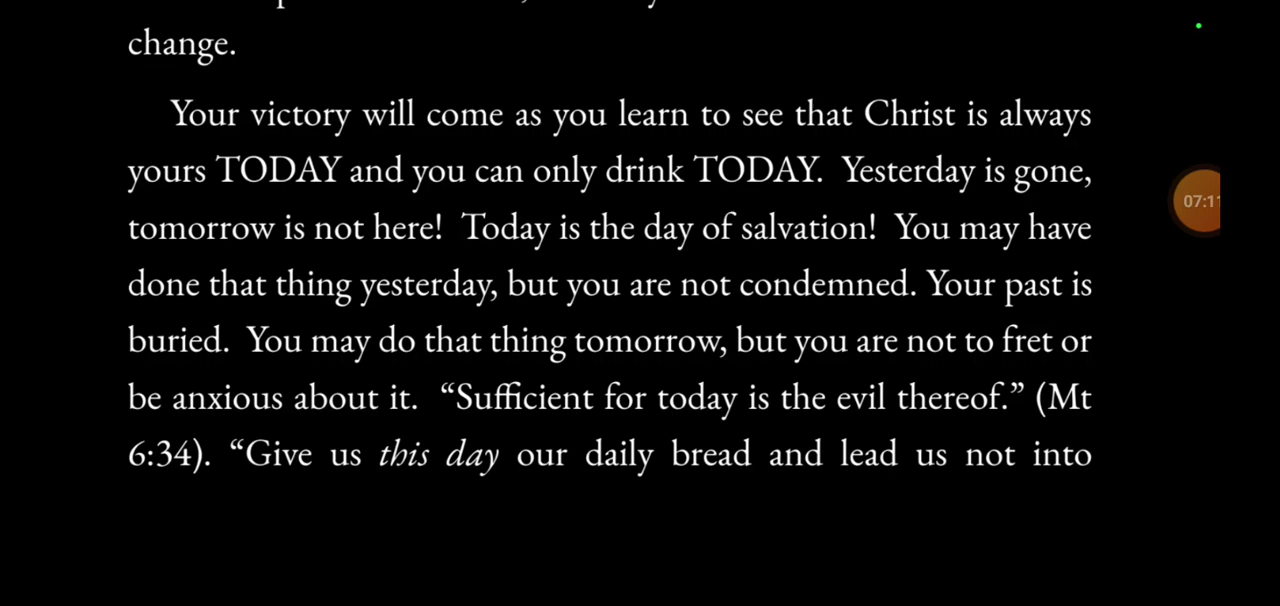 change.
Your victory will come as you learn to see that Christ is always
yours TODAY and you can only drink TODAY.  Yesterday is gone,
tomorrow is not here!  Today is the day of salvation!  You may have
done that thing yesterday, but you are not condemned. Your past is
buried.  You may do that thing tomorrow, but you are not to fret or
be anxious about it.  “Sufficient for today is the evil thereof.” (Mt
6:34). “Give us this day our daily bread and lead us not into
07:11